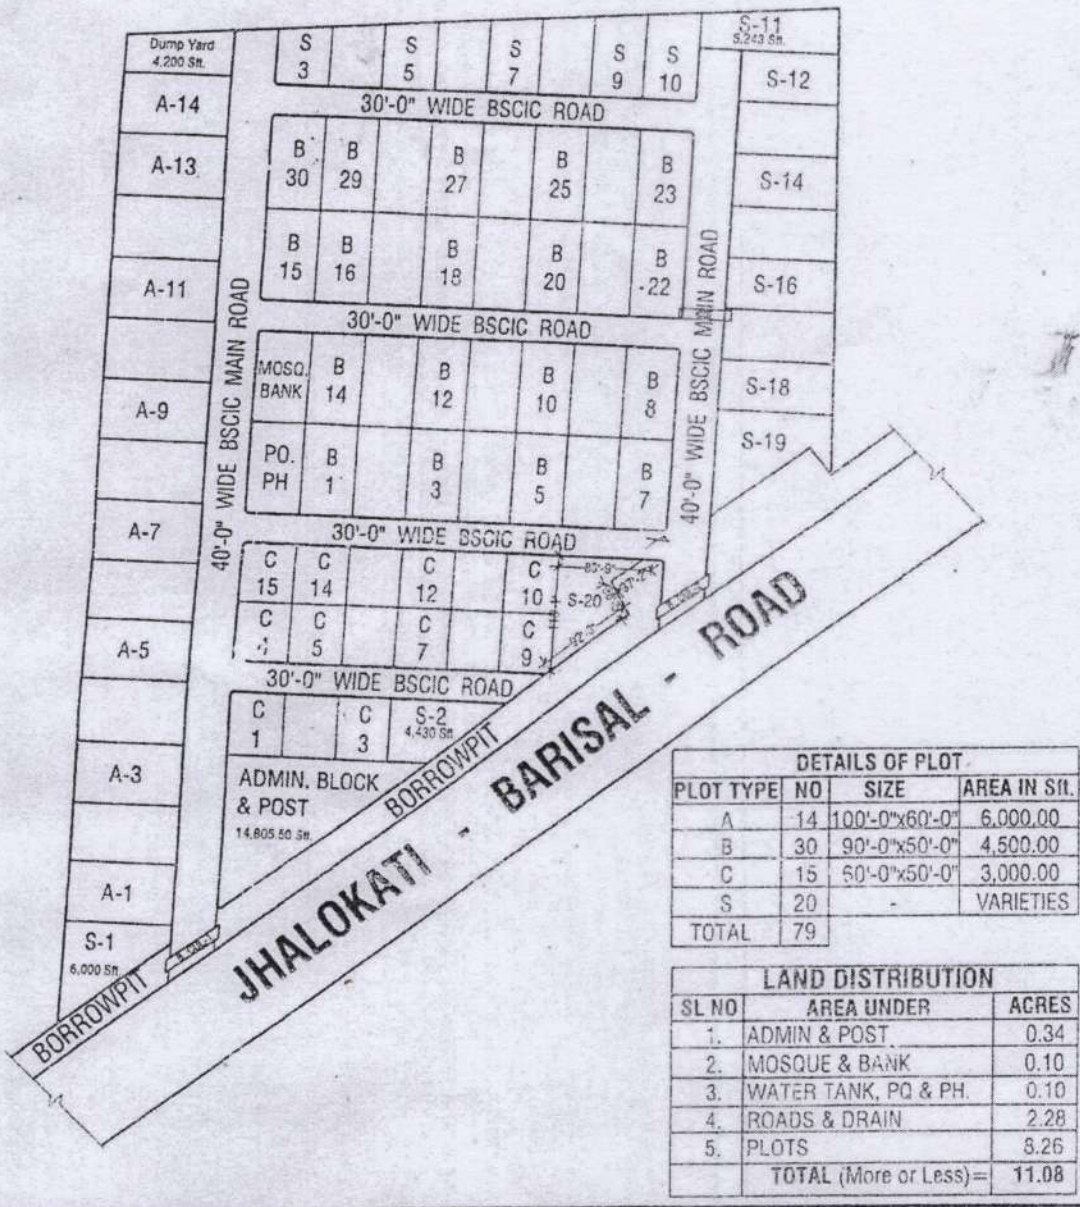 Dump Yard
4,200 Sft.
A-14
A-13
A-11
A-9
A-7
A-5
A-3
A-1
S-1
6,000 Sft.
40'-0" WIDE BSCIC MAIN ROAD
S 3
S 5
S 7
S 9
S 10
S-11
5,243 Sft.
S-12
S-14
S-16
S-18
S-19
30'-0" WIDE BSCIC ROAD
B 30
B 29
B 27
B 25
B 23
B 15
B 16
B 18
B 20
B 22
30'-0" WIDE BSCIC ROAD
MOSQ. BANK
B 14
B 12
B 10
B 8
PO. PH
B 1
B 3
B 5
B 7
40'-0" WIDE BSCIC MAIN ROAD
30'-0" WIDE BSCIC ROAD
C 15
C 14
C 12
C 10
S-20
C 4
C 5
C 7
C 9
92'-3"
30'-0" WIDE BSCIC ROAD
C 1
C 3
S-2
4,430 Sft.
ADMIN. BLOCK
& POST
14,805.50 Sft.
BORROWPIT
BORROWPIT
JHALOKATI - BARISAL - ROAD
DETAILS OF PLOT.
PLOT TYPE NO SIZE AREA IN Sft.
A 14 100'-0"x60'-0" 6,000.00
B 30 90'-0"x50'-0" 4,500.00
C 15 60'-0"x50'-0" 3,000.00
S 20 - VARIETIES
TOTAL 79
LAND DISTRIBUTION
SL NO AREA UNDER ACRES
1. ADMIN & POST 0.34
2. MOSQUE & BANK 0.10
3. WATER TANK, PO & PH. 0.10
4. ROADS & DRAIN 2.28
5. PLOTS 8.26
TOTAL (More or Less)= 11.08